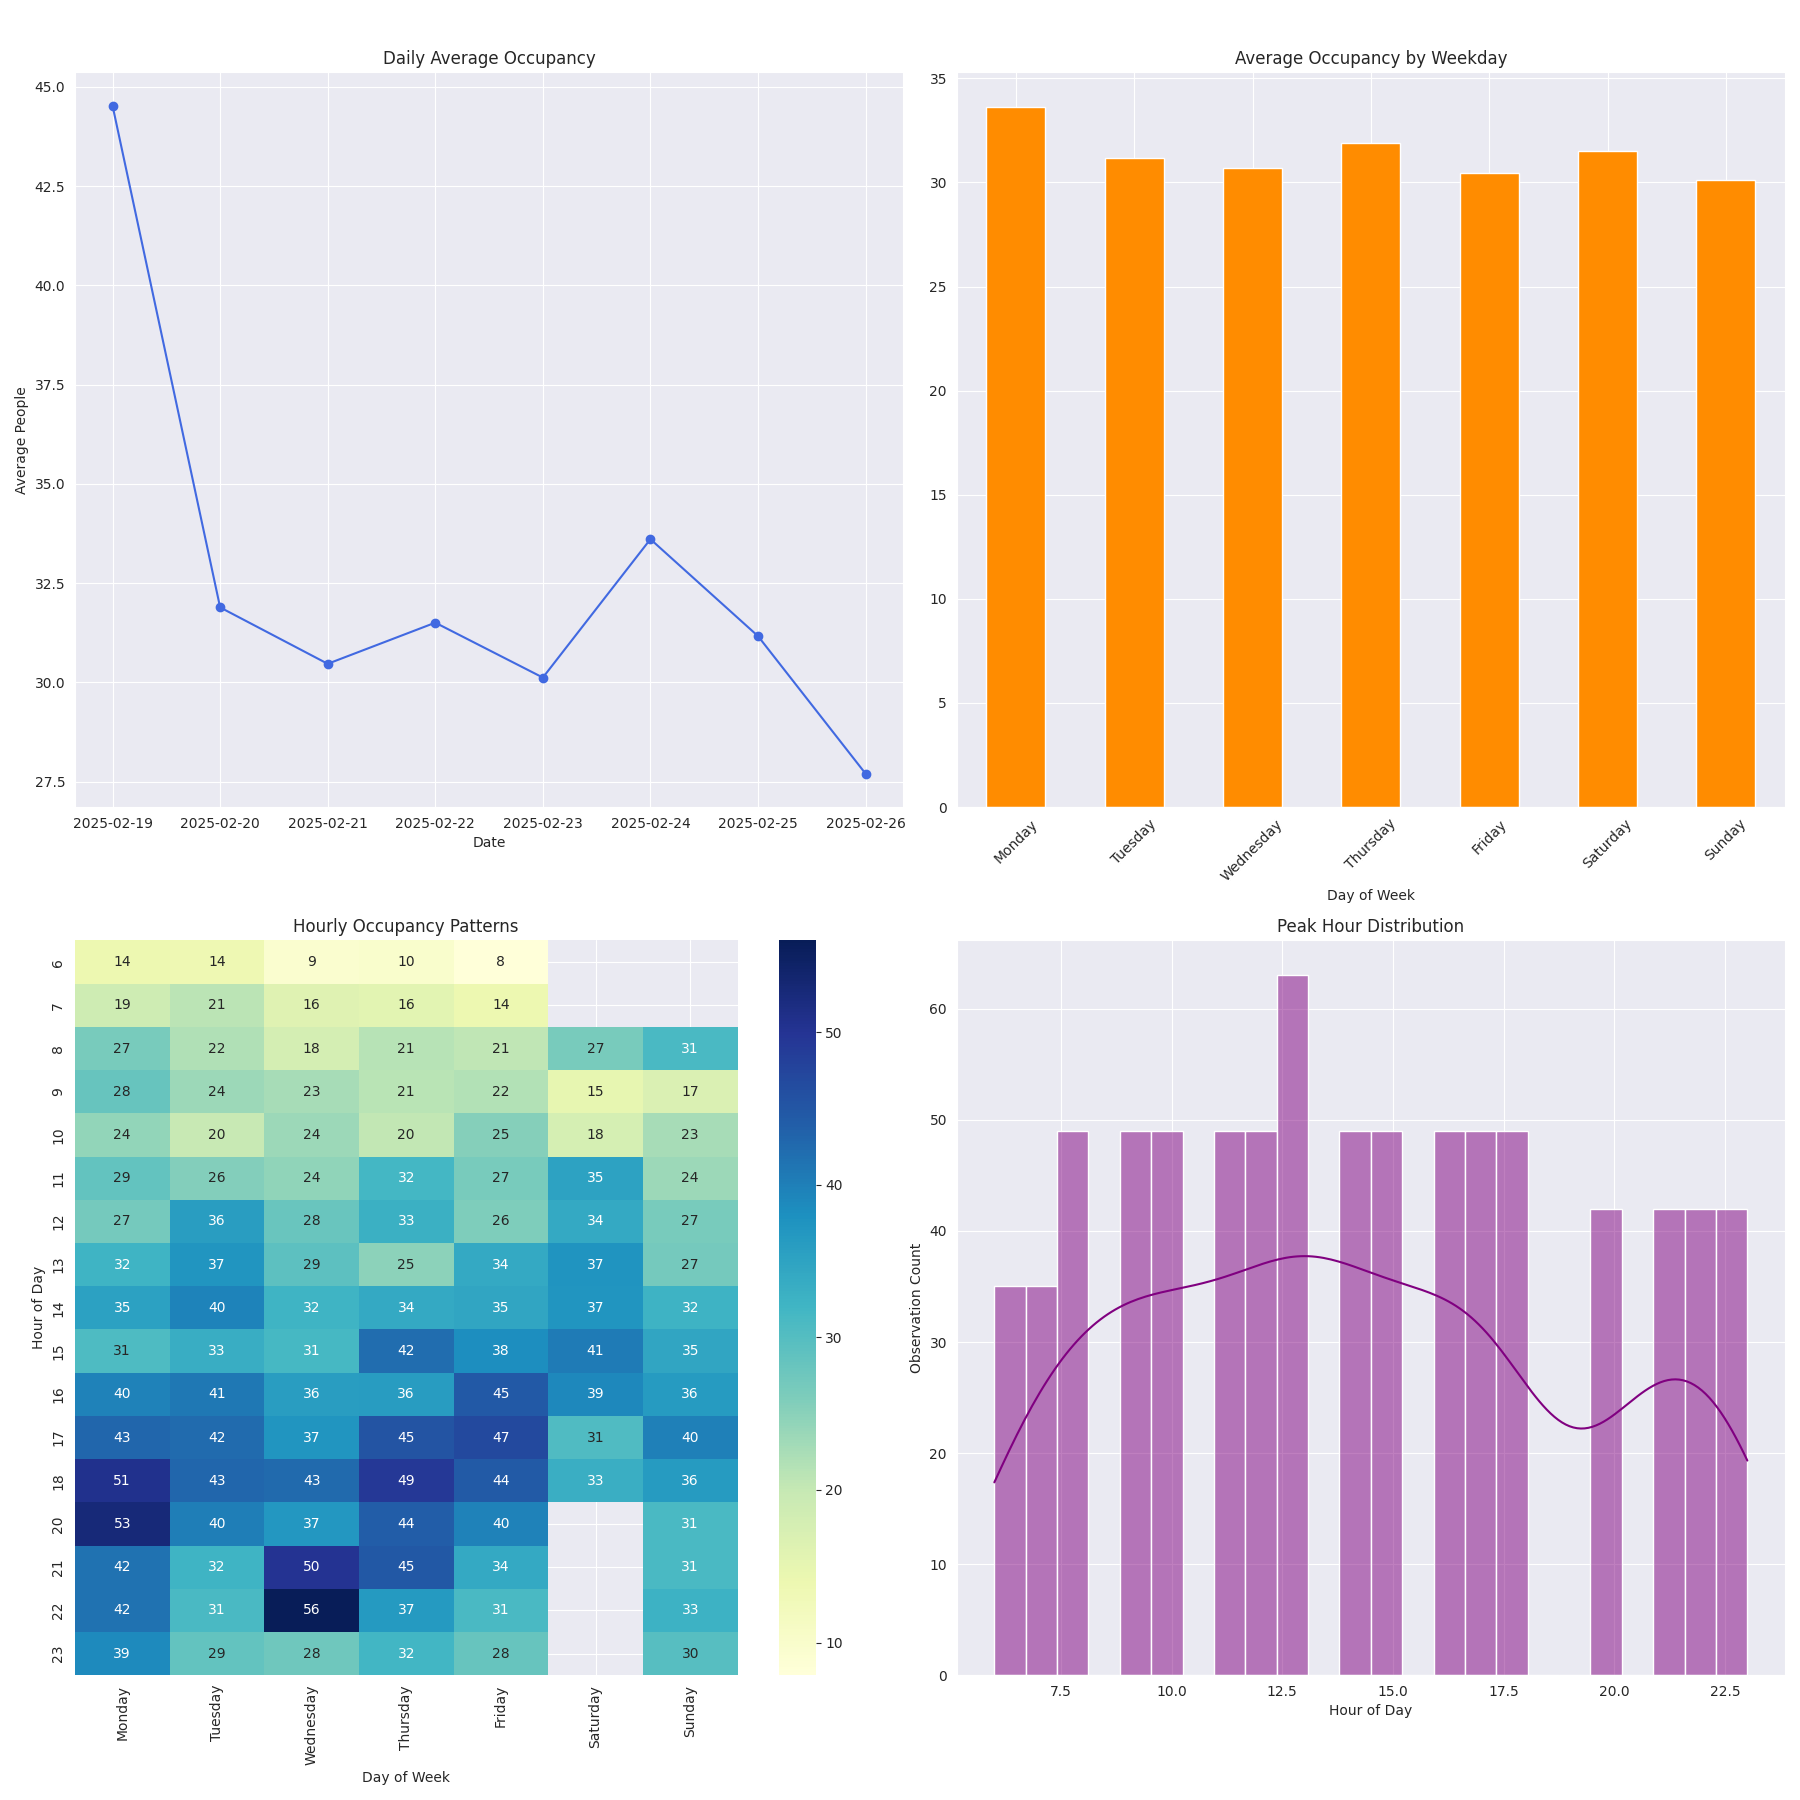 Daily Average Occupancy
45.0
42.5
40.0
37.5
35.0
32.5
30.0
27.5
Average People
2025-02-19 2025-02-20 2025-02-21 2025-02-22 2025-02-23 2025-02-24 2025-02-25 2025-02-26
Date
Average Occupancy by Weekday
35
30
25
20
15
10
5
0
Monday Tuesday Wednesday Thursday Friday Saturday Sunday
Day of Week
Hourly Occupancy Patterns
6 14 14 9 10 8
7 19 21 16 16 14
8 27 22 18 21 21 27 31
9 28 24 23 21 22 15 17
10 24 20 24 20 25 18 23
11 29 26 24 32 27 35 24
12 27 36 28 33 26 34 27
13 32 37 29 25 34 37 27
14 35 40 32 34 35 37 32
15 31 33 31 42 38 41 35
16 40 41 36 36 45 39 36
17 43 42 37 45 47 31 40
18 51 43 43 49 44 33 36
20 53 40 37 44 40 31
21 42 32 50 45 34 31
22 42 31 56 37 31 33
23 39 29 28 32 28 30
Hour of Day
Monday Tuesday Wednesday Thursday Friday Saturday Sunday
Day of Week
50
40
30
20
10
Peak Hour Distribution
60
50
40
30
20
10
0
Observation Count
7.5 10.0 12.5 15.0 17.5 20.0 22.5
Hour of Day